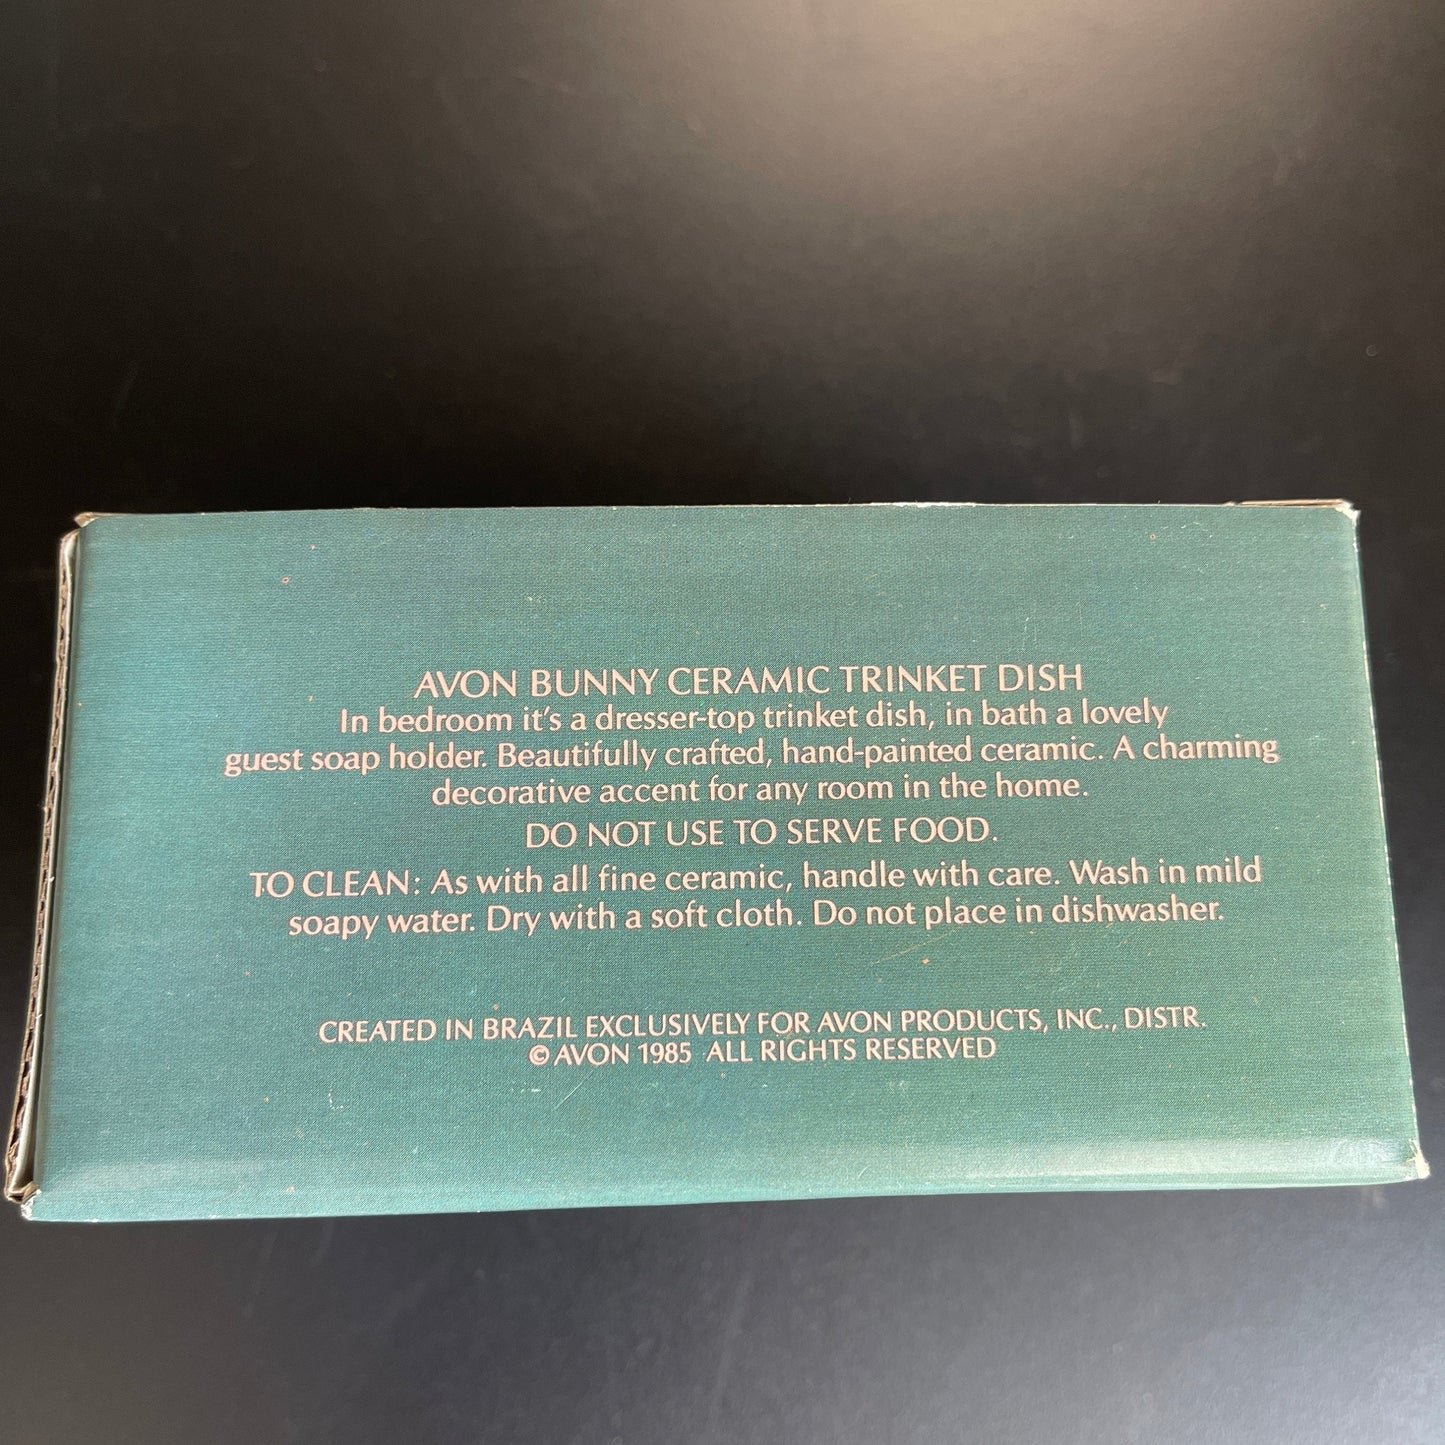 AVON BUNNY CERAMIC TRINKET DISH
In bedroom it's a dresser-top trinket dish, in bath a lovely
guest soap holder. Beautifully crafted, hand-painted ceramic. A charming
decorative accent for any room in the home.
DO NOT USE TO SERVE FOOD.
TO CLEAN: As with all fine ceramic, handle with care. Wash in mild
soapy water. Dry with a soft cloth. Do not place in dishwasher.
CREATED IN BRAZIL EXCLUSIVELY FOR AVON PRODUCTS, INC., DISTR.
© AVON 1985 ALL RIGHTS RESERVED